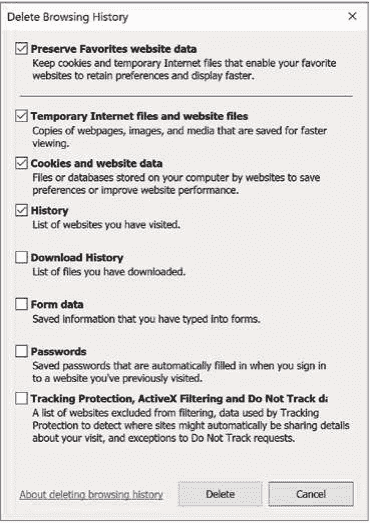 Delete Browsing History
Preserve Favorites website data
Keep cookies and temporary Internet files that enable your favorite
websites to retain preferences and display faster.
Temporary Internet files and website files
Copies of webpages, images, and media that are saved for faster
viewing.
Cookies and website data
Files or databases stored on your computer by websites to save
preferences or improve website performance.
History
List of websites you have visited.
Download History
List of files you have downloaded.
Form data
Saved information that you have typed into forms.
Passwords
Saved passwords that are automatically filled in when you sign in
to a website you've previously visited.
Tracking Protection, ActiveX Filtering and Do Not Track da
A list of websites excluded from filtering, data used by Tracking
Protection to detect where sites might automatically be sharing details
about your visit, and exceptions to Do Not Track requests.
About deleting browsing history Delete Cancel